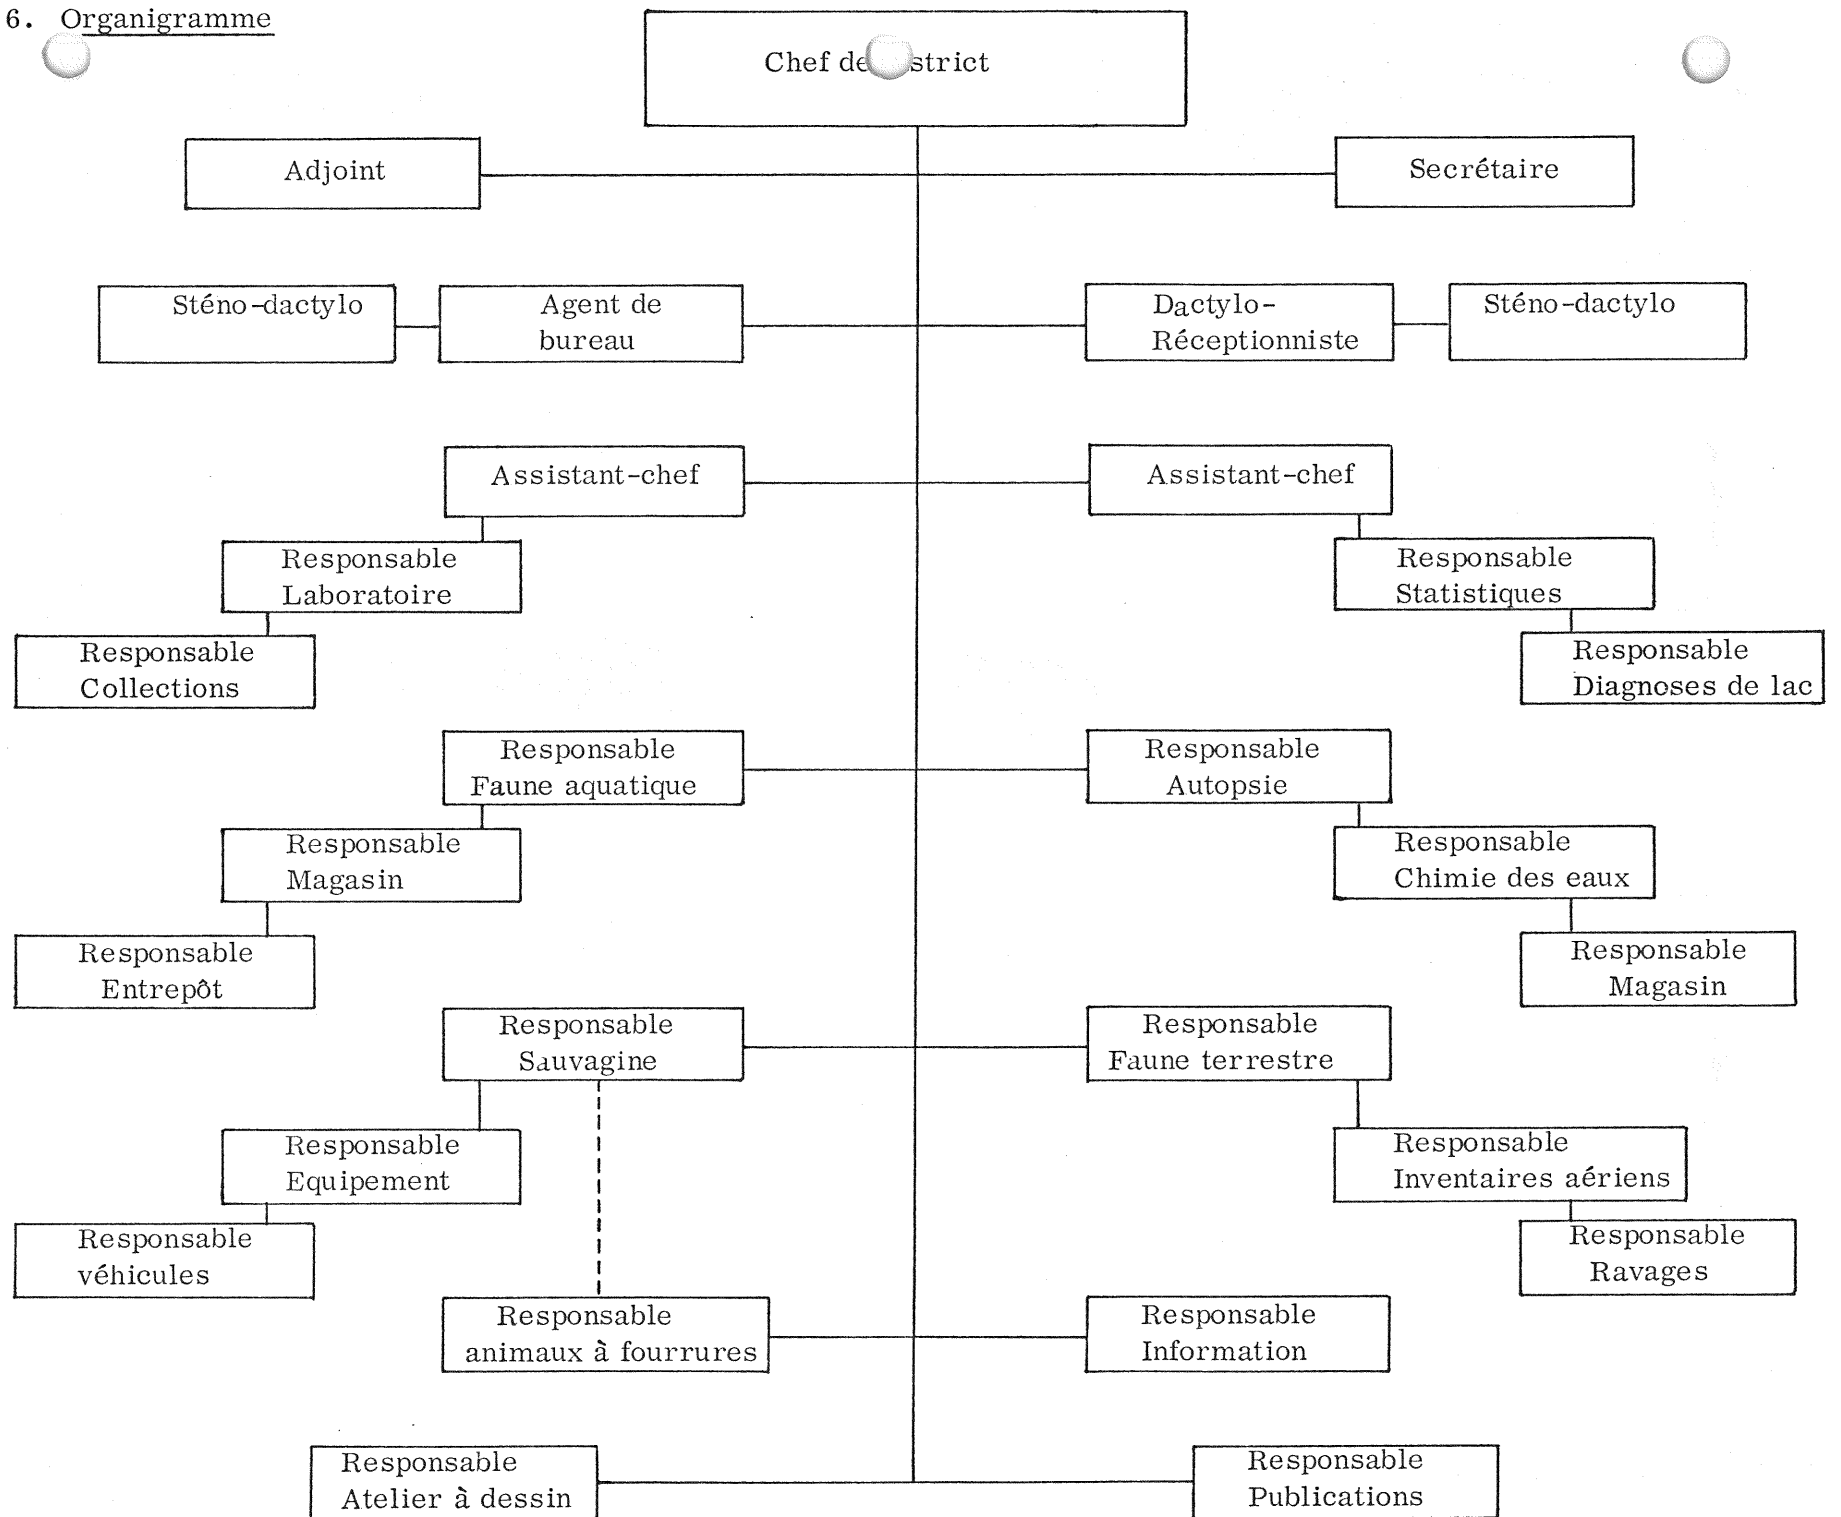 6. Organigramme
Chef de
Adjoint
Secrétaire
Sténo-dactylo
Agent de
bureau
Dactylo-
Réceptionniste
Sténo-dactylo
Assistant-chef
Assistant-chef
Responsable
Laboratoire
Responsable
Statistiques
Responsable
Collections
Responsable
Diagnoses de lac
Responsable
Faune aquatique
Responsable
Autopsie
Responsable
Magasin
Responsable
Chimie des eaux
Responsable
Entrepôt
Responsable
Magasin
Responsable
Sauvagine
Responsable
Faune terrestre
Responsable
Equipement
Responsable
Inventaires aériens
Responsable
véhicules
Responsable
Ravages
Responsable
animaux à fourrures
Responsable
Information
Responsable
Atelier à dessin
Responsable
Publications